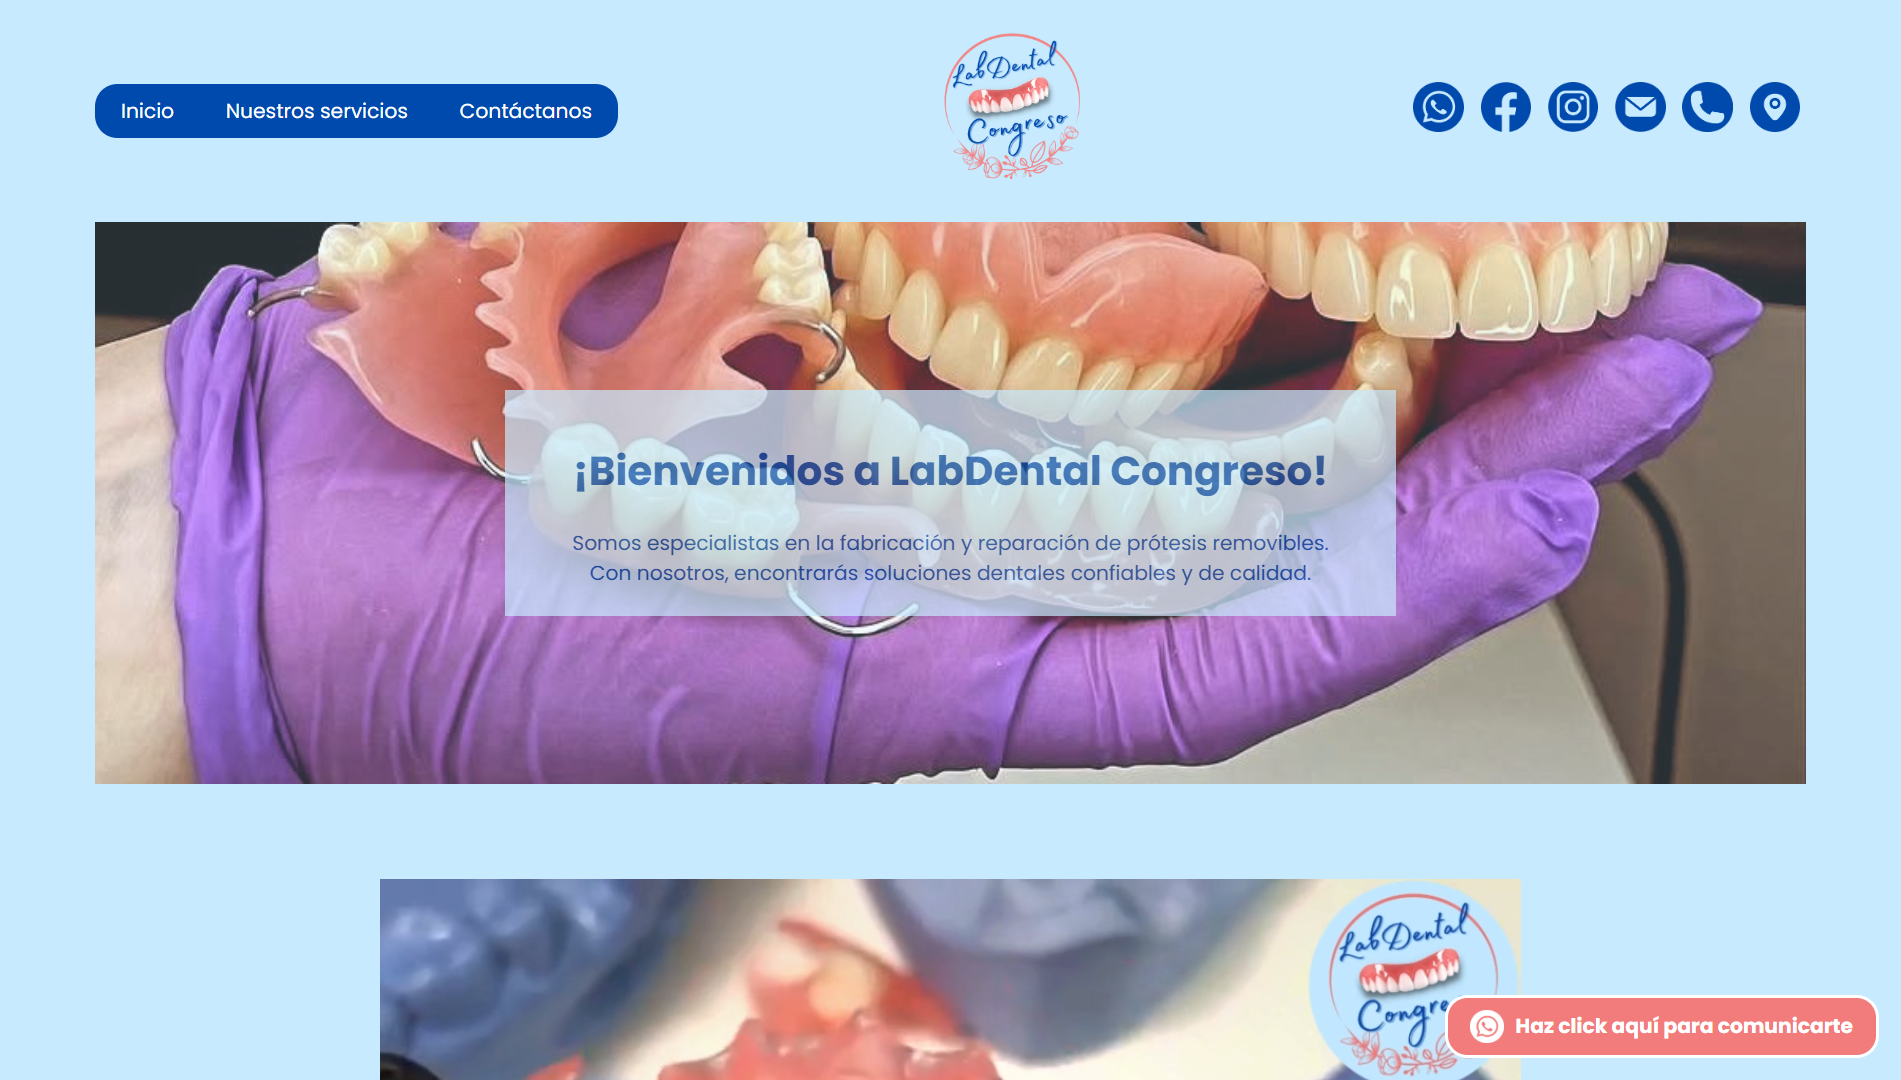 Inicio
Nuestros servicios
Contáctanos
LabDental
Congreso
¡Bienvenidos a LabDental Congreso!
Somos especialistas en la fabricación y reparación de prótesis removibles.
Con nosotros, encontrarás soluciones dentales confiables y de calidad.
LabDental
Congre
Haz click aquí para comunicarte